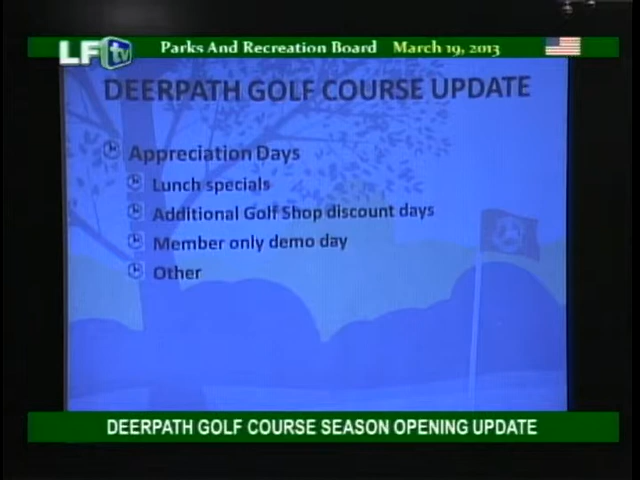 LF tv
Parks And Recreation Board March 19, 2013
DEERPATH GOLF COURSE UPDATE
Appreciation Days
Lunch specials
Additional Golf Shop discount days
Member only demo day
Other
DEERPATH GOLF COURSE SEASON OPENING UPDATE